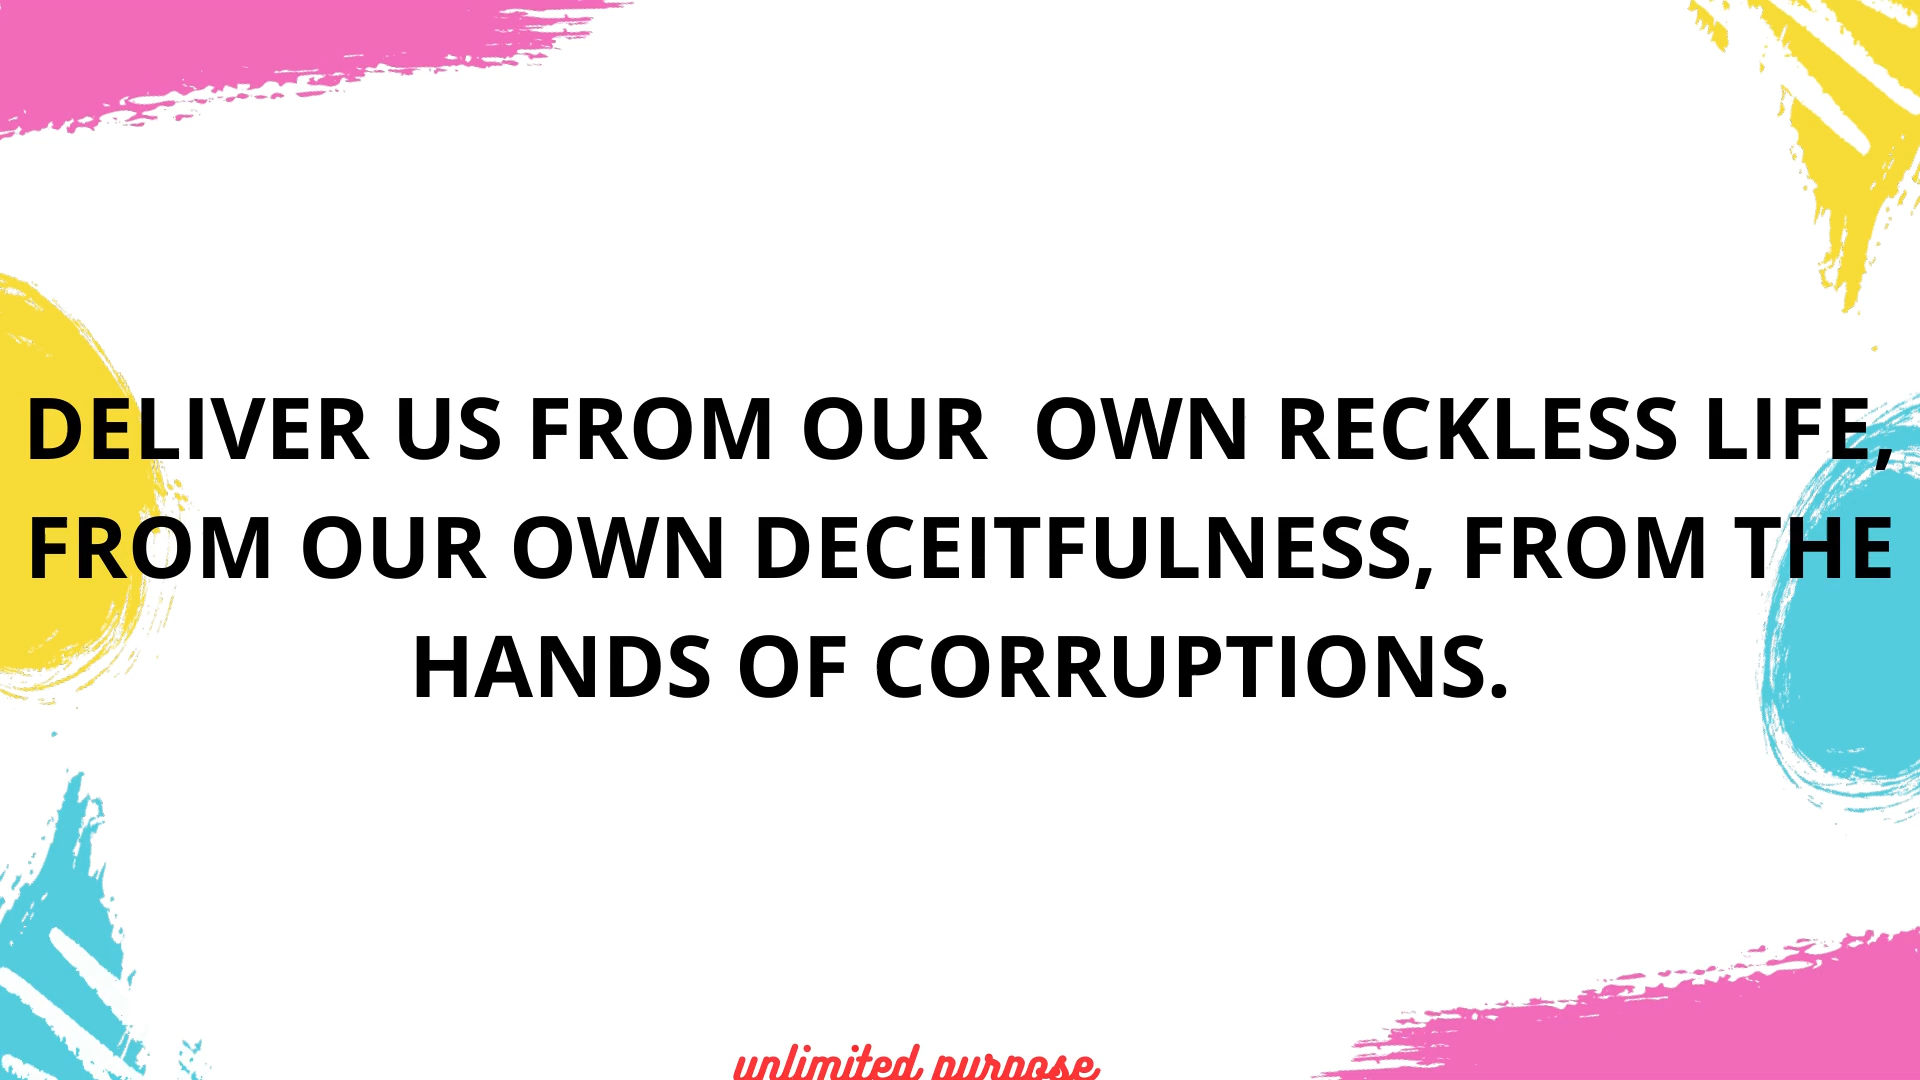 DELIVER US FROM OUR  OWN RECKLESS LIFE,
FROM OUR OWN DECEITFULNESS, FROM THE
HANDS OF CORRUPTIONS.
unlimited purpose